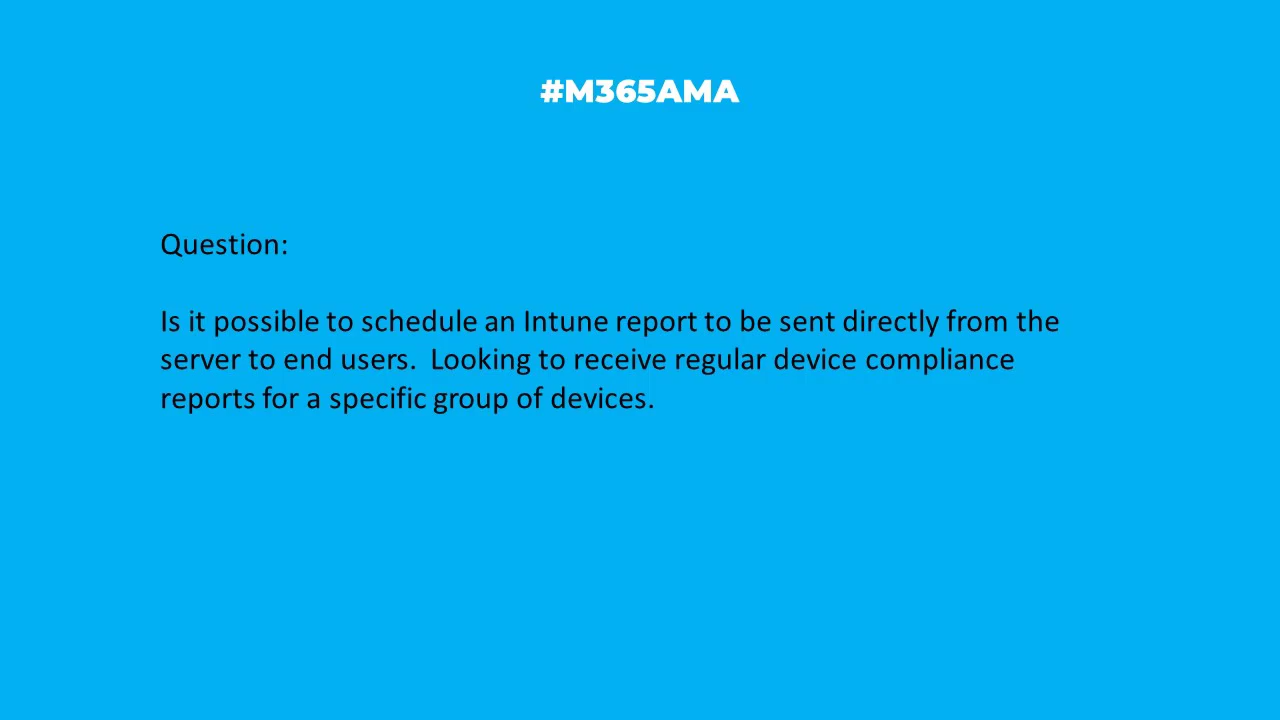 #M365AMA
Question:
Is it possible to schedule an Intune report to be sent directly from the
server to end users.  Looking to receive regular device compliance
reports for a specific group of devices.